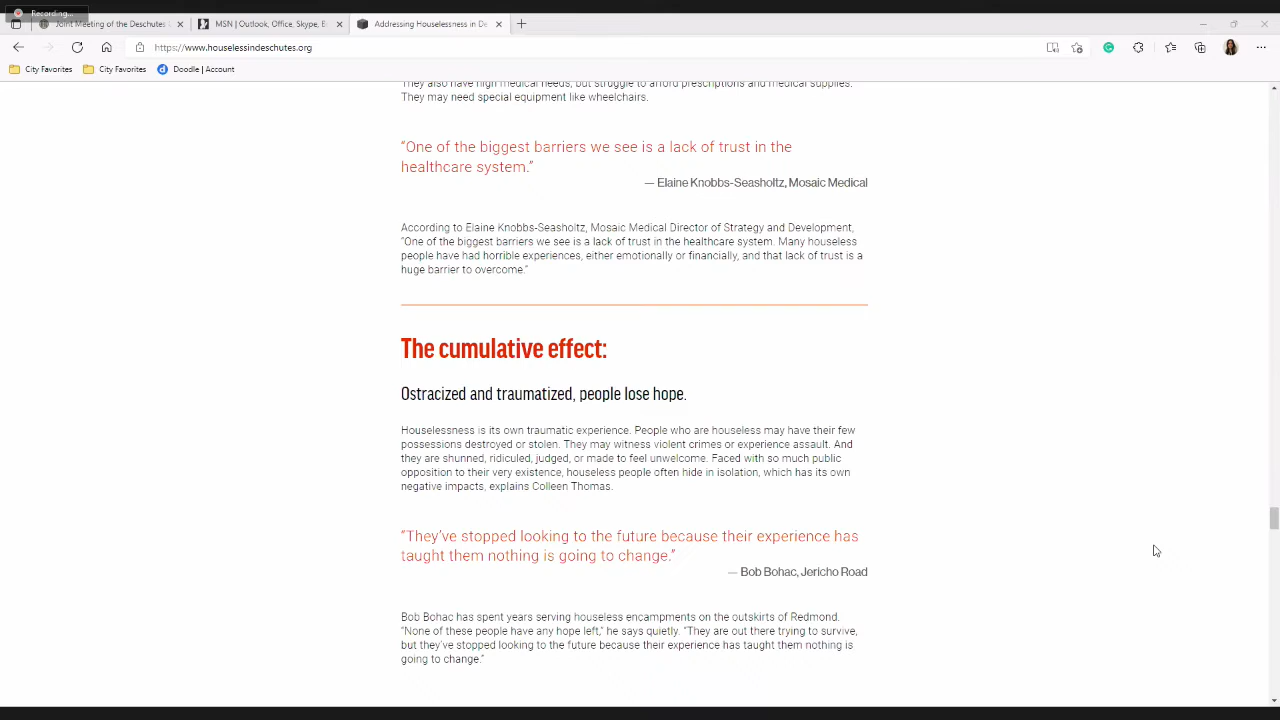 Recording...
Joint Meeting of the Deschutes
MSN | Outlook, Office, Skype, B
Addressing Houselessness in De
https://www.houselessindeschutes.org
City Favorites
City Favorites
Doodle | Account
They also have high medical needs, but struggle to afford prescriptions and medical supplies.
They may need special equipment like wheelchairs.
“One of the biggest barriers we see is a lack of trust in the
healthcare system.”
— Elaine Knobbs-Seasholtz, Mosaic Medical
According to Elaine Knobbs-Seasholtz, Mosaic Medical Director of Strategy and Development,
“One of the biggest barriers we see is a lack of trust in the healthcare system. Many houseless
people have had horrible experiences, either emotionally or financially, and that lack of trust is a
huge barrier to overcome.”
The cumulative effect:
Ostracized and traumatized, people lose hope.
Houselessness is its own traumatic experience. People who are houseless may have their few
possessions destroyed or stolen. They may witness violent crimes or experience assault. And
they are shunned, ridiculed, judged, or made to feel unwelcome. Faced with so much public
opposition to their very existence, houseless people often hide in isolation, which has its own
negative impacts, explains Colleen Thomas.
“They’ve stopped looking to the future because their experience has
taught them nothing is going to change.”
— Bob Bohac, Jericho Road
Bob Bohac has spent years serving houseless encampments on the outskirts of Redmond.
“None of these people have any hope left,” he says quietly. “They are out there trying to survive,
but they’ve stopped looking to the future because their experience has taught them nothing is
going to change.”